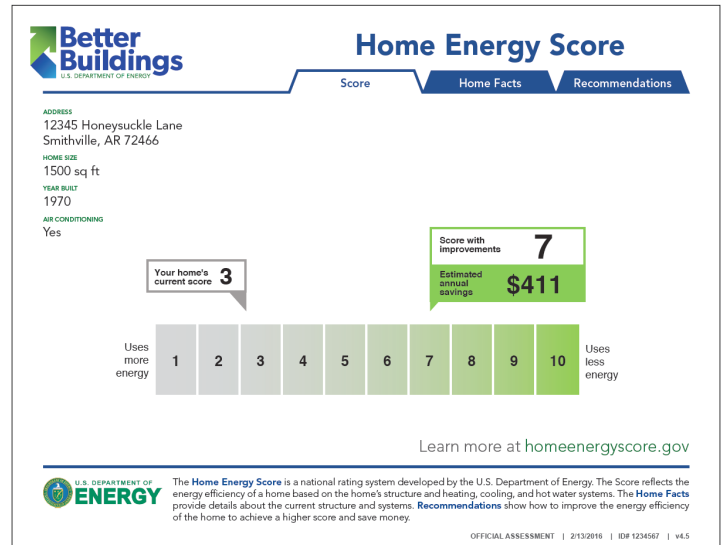 Better
Buildings
U.S. DEPARTMENT OF ENERGY
Home Energy Score
Score
Home Facts
Recommendations
ADDRESS
12345 Honeysuckle Lane
Smithville, AR 72466
HOME SIZE
1500 sq ft
YEAR BUILT
1970
AIR CONDITIONING
Yes
Your home's
current score
3
Score with
improvements
7
Estimated
annual
savings
$411
Uses
more
energy
1 2 3 4 5 6 7 8 9 10
Uses
less
energy
Learn more at homeenergyscore.gov
U.S. DEPARTMENT OF
ENERGY
The Home Energy Score is a national rating system developed by the U.S. Department of Energy. The Score reflects the
energy efficiency of a home based on the home's structure and heating, cooling, and hot water systems. The Home Facts
provide details about the current structure and systems. Recommendations show how to improve the energy efficiency
of the home to achieve a higher score and save money.
OFFICIAL ASSESSMENT | 2/13/2016 | ID# 1234567 | v4.5